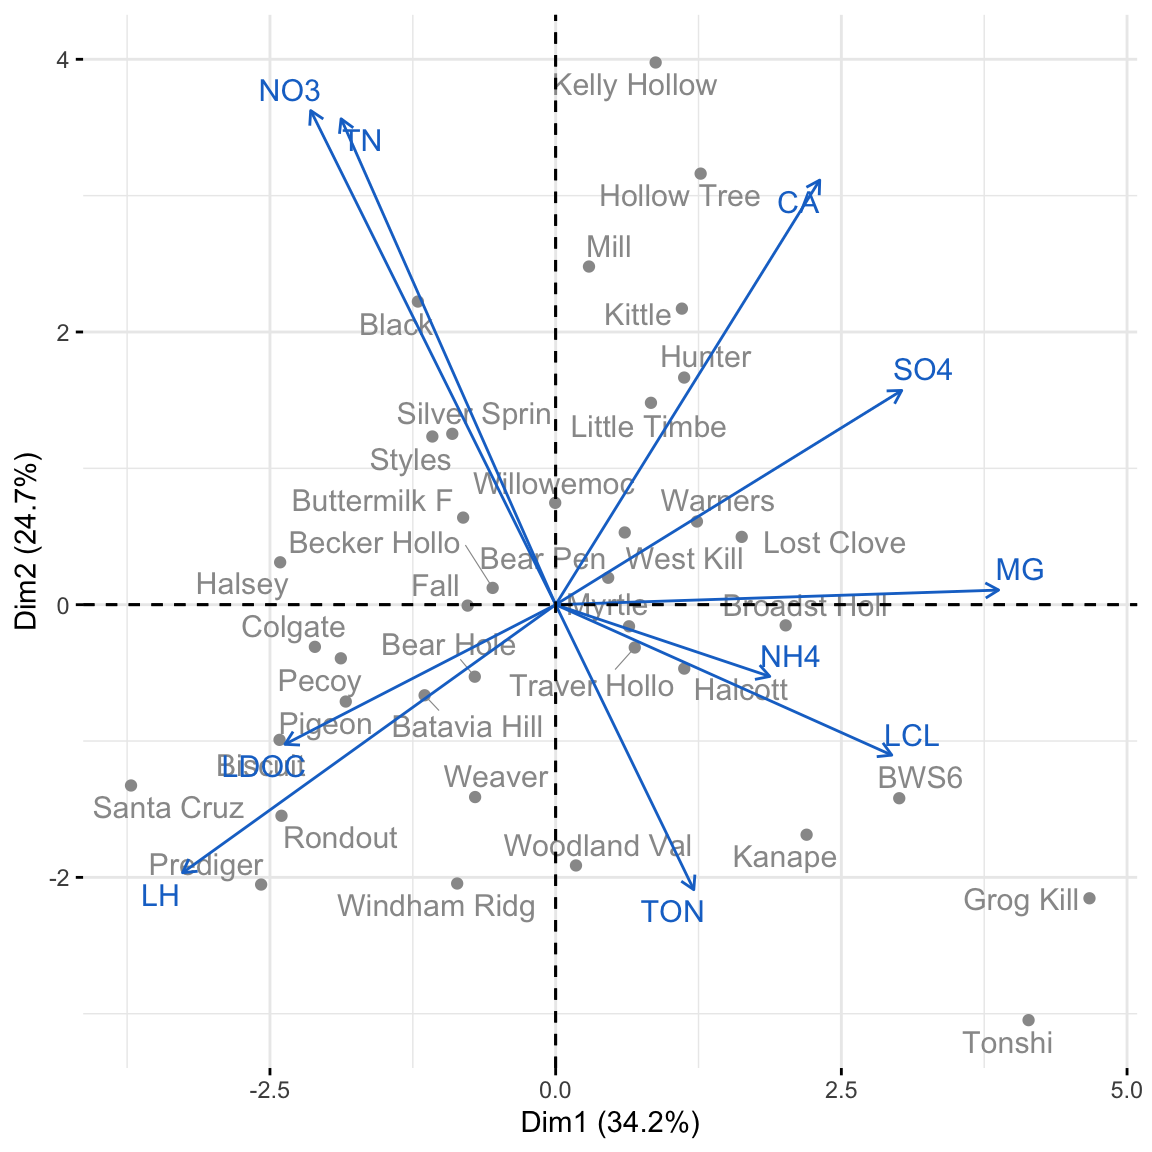 4
Kelly Hollow
NO3
TN
Hollow Tree
CA
Mill
Kittle
Black
2
Hunter
SO4
Silver Sprin
Little Timbe
Styles
Willowemoc
Buttermilk F
Warners
Becker Hollo
Bear Pen
West Kill
Lost Clove
Halsey
Fall
MG
0
Myrtle
Broadst Holl
Colgate
Bear Hole
NH4
Pecoy
Traver Hollo
Halcott
Pigeon
Batavia Hill
LCL
Biscuit
LDOC
Weaver
BWS6
Santa Cruz
Rondout
Woodland Val
Kanape
Prediger
-2
LH
Windham Ridg
TON
Grog Kill
Tonshi
Dim2 (24.7%)
-2.5
0.0
2.5
5.0
Dim1 (34.2%)